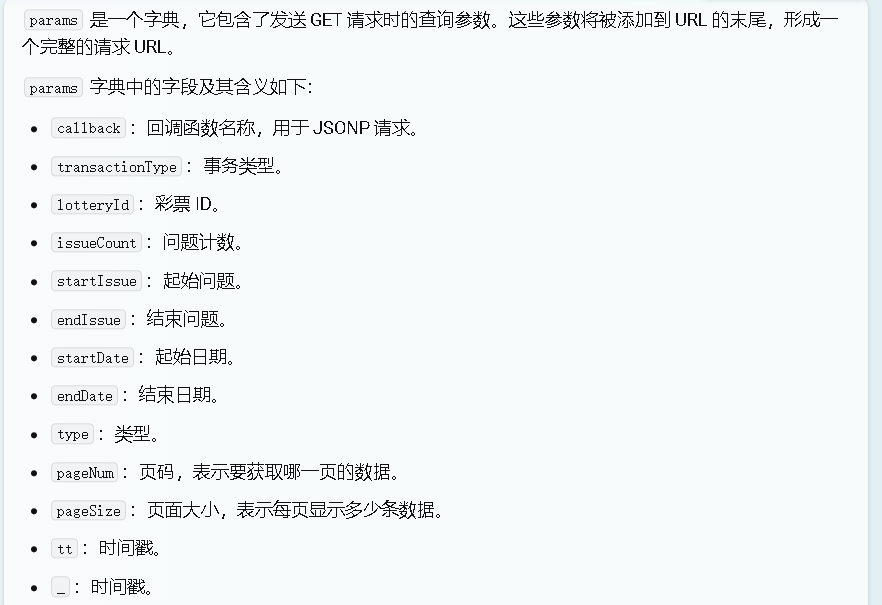 params 是一个字典，它包含了发送 GET 请求时的查询参数。这些参数将被添加到 URL 的末尾，形成一
个完整的请求 URL。
params 字典中的字段及其含义如下：
• callback：回调函数名称，用于 JSONP 请求。
• transactionType：事务类型。
• lotteryId：彩票 ID。
• issueCount：问题计数。
• startIssue：起始问题。
• endIssue：结束问题。
• startDate：起始日期。
• endDate：结束日期。
• type：类型。
• pageNum：页码，表示要获取哪一页的数据。
• pageSize：页面大小，表示每页显示多少条数据。
• tt：时间戳。
• _：时间戳。